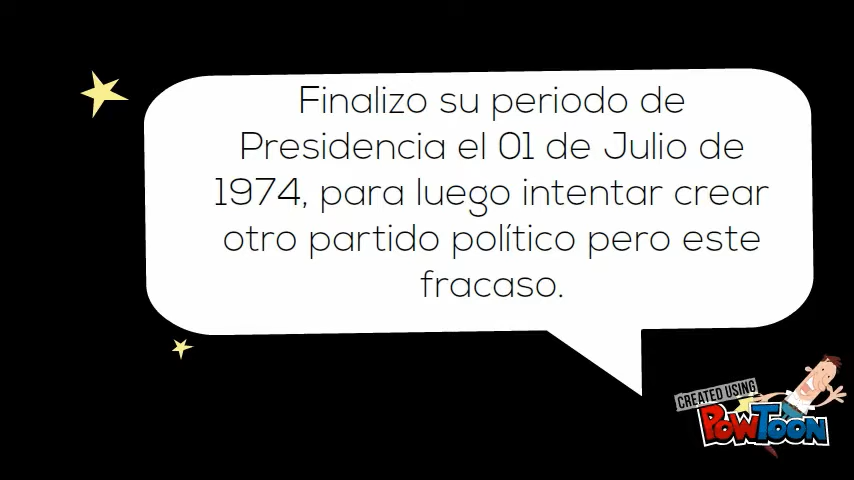 Finalizo su periodo de
Presidencia el 01 de Julio de
1974, para luego intentar crear
otro partido político pero este
fracaso.
CREATED USING
POWTOON